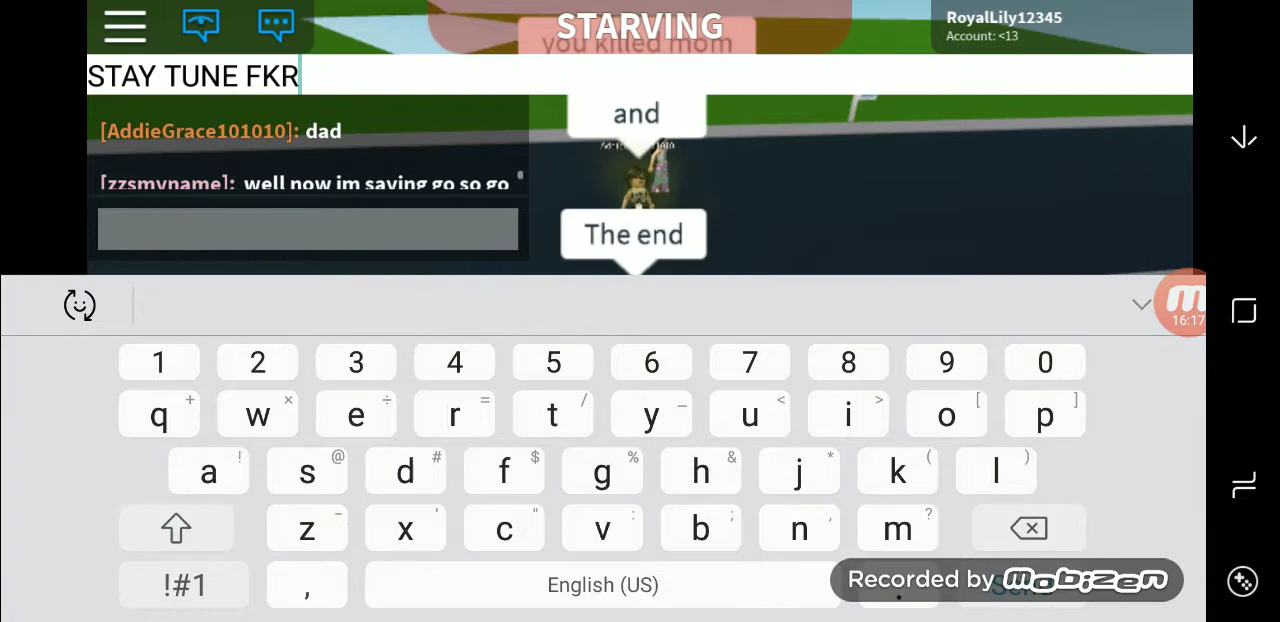 STARVING
you killed mom
RoyalLily12345
Account: <13
STAY TUNE FKR
and
[AddieGrace101010]: dad
[zzsmyname]: well now im saying go so go
The end
16:17
1 2 3 4 5 6 7 8 9 0
q + w × e ÷ r = t / y _ u < i > o [ p ]
a ! s @ d # f $ g % h & j * k ( l )
z - x ' c " v : b ; n , m ?
!#1 , English (US) .
Recorded by mobizen